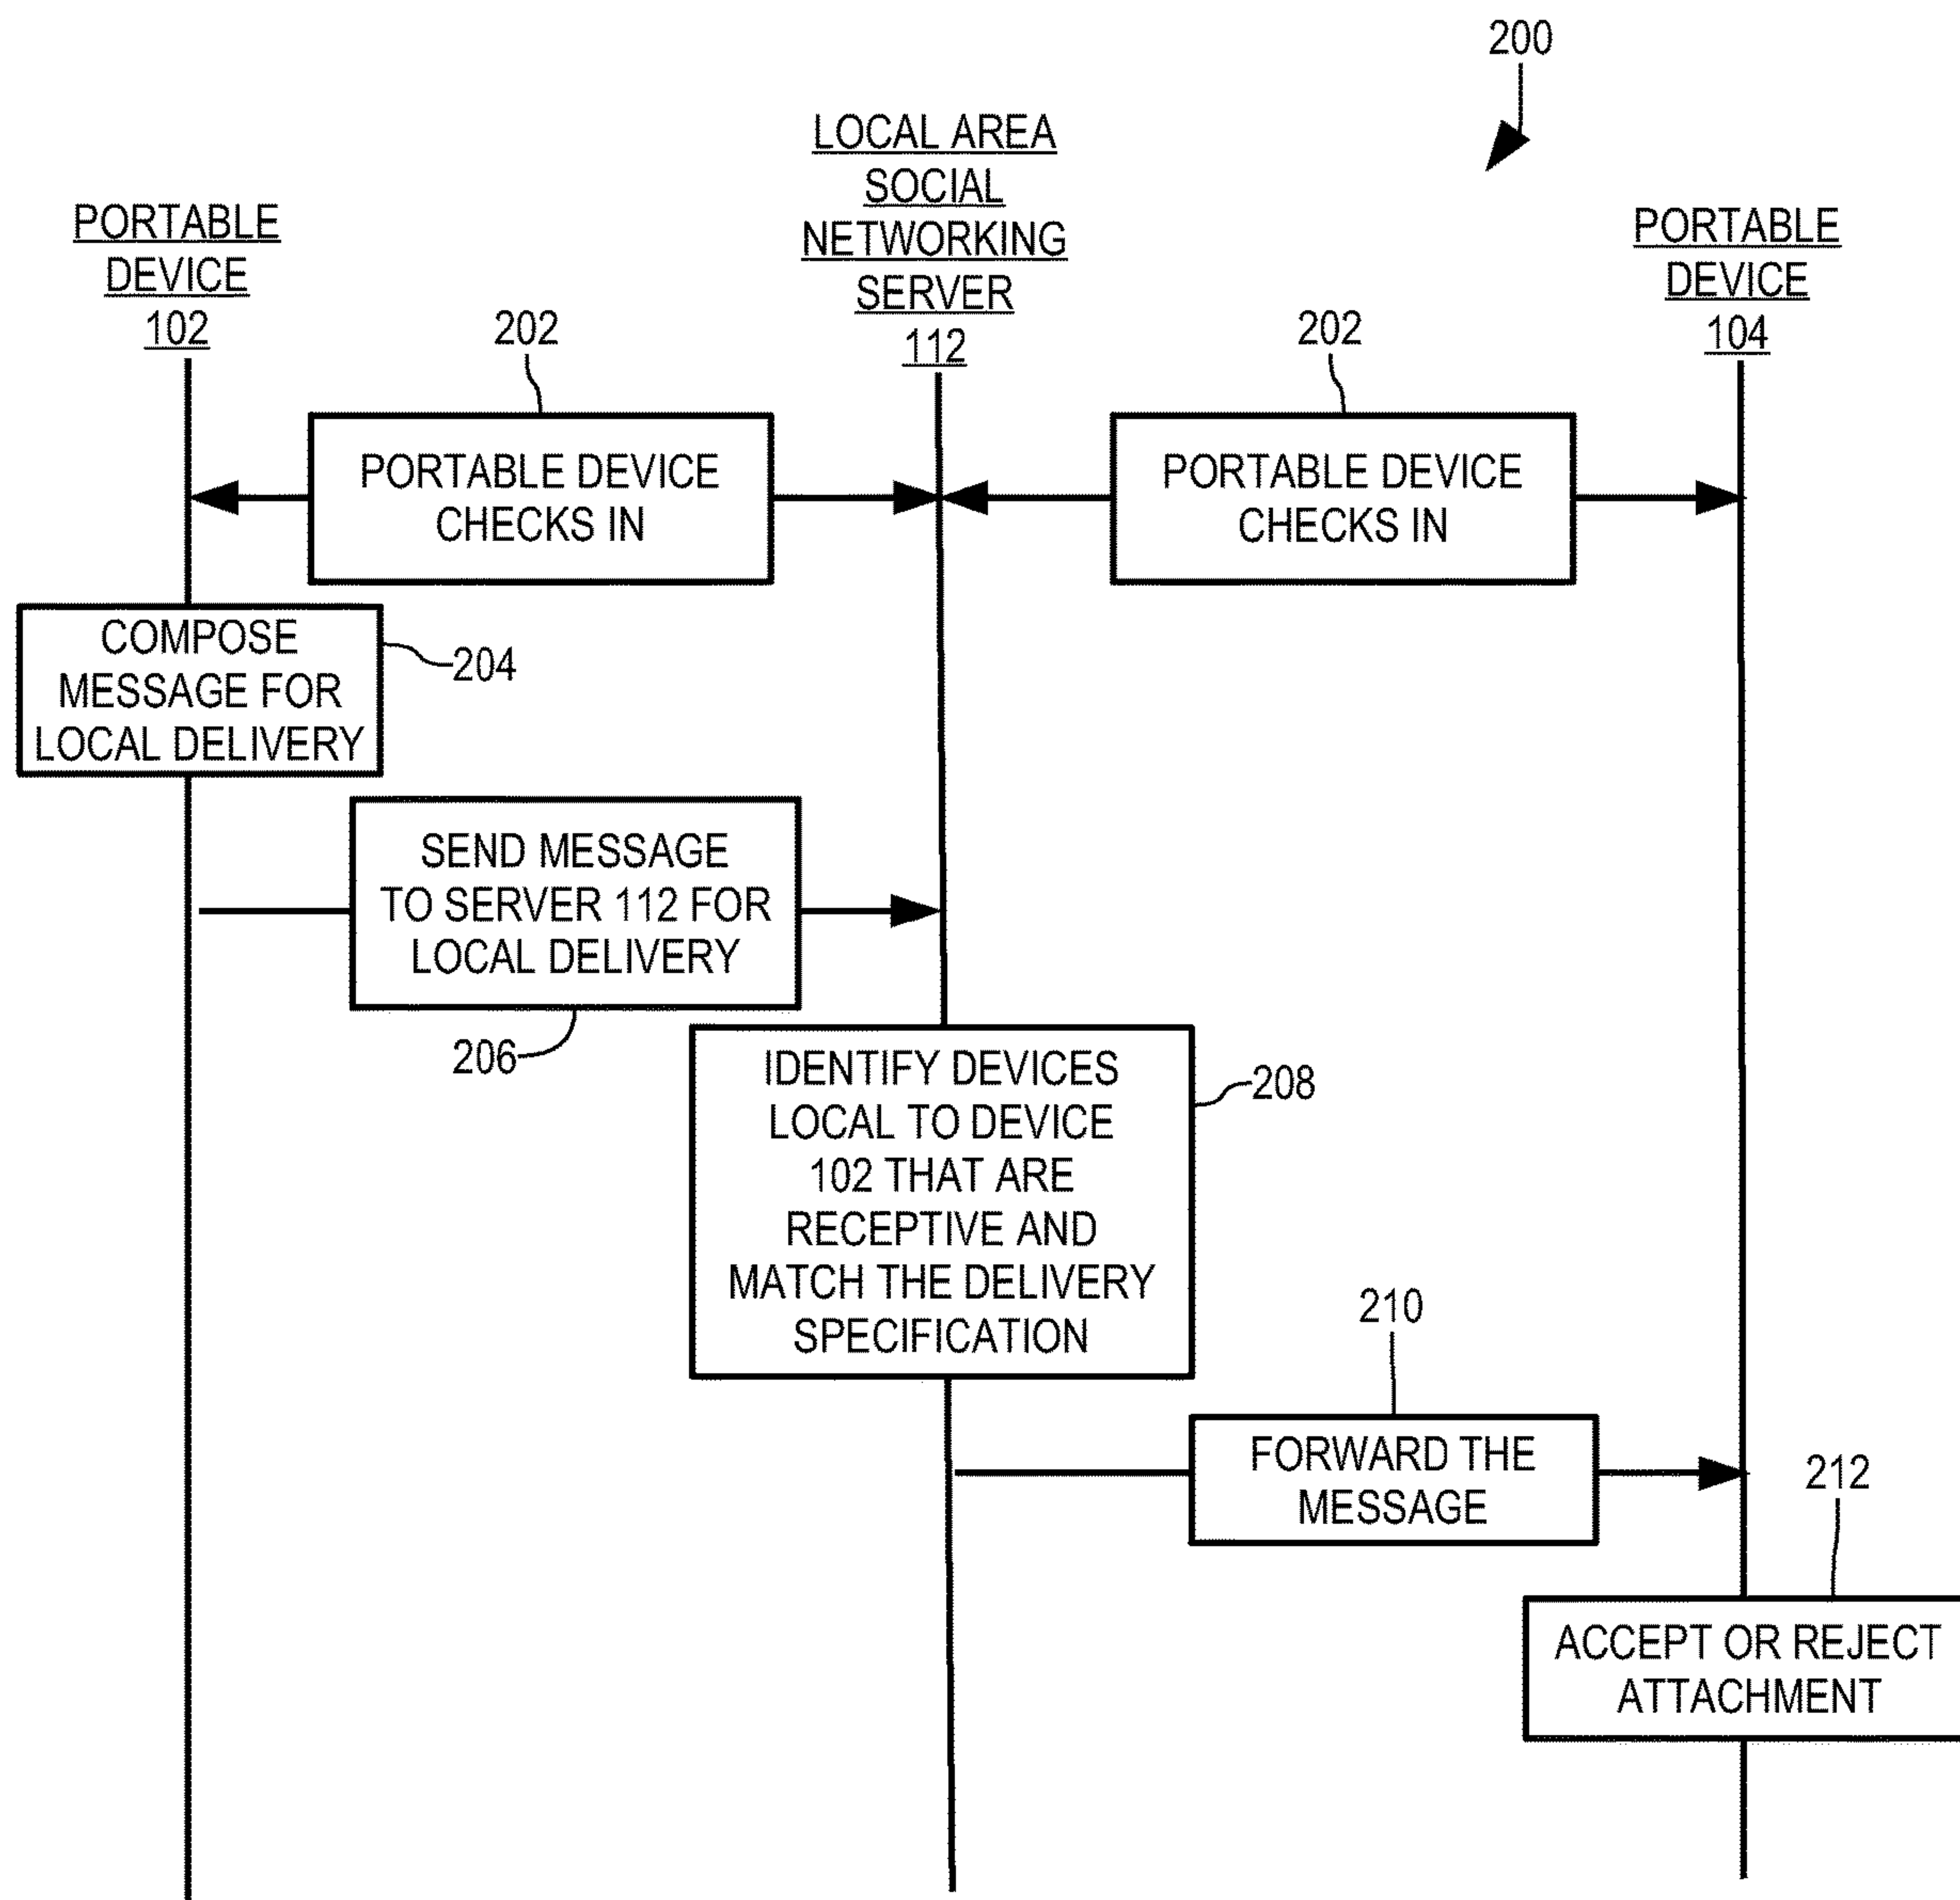 200
LOCAL AREA
SOCIAL
NETWORKING
SERVER
112
PORTABLE
DEVICE
102
PORTABLE
DEVICE
104
202
202
PORTABLE DEVICE
CHECKS IN
PORTABLE DEVICE
CHECKS IN
COMPOSE
MESSAGE FOR
LOCAL DELIVERY
204
SEND MESSAGE
TO SERVER 112 FOR
LOCAL DELIVERY
206
IDENTIFY DEVICES
LOCAL TO DEVICE
102 THAT ARE
RECEPTIVE AND
MATCH THE DELIVERY
SPECIFICATION
208
210
FORWARD THE
MESSAGE
212
ACCEPT OR REJECT
ATTACHMENT